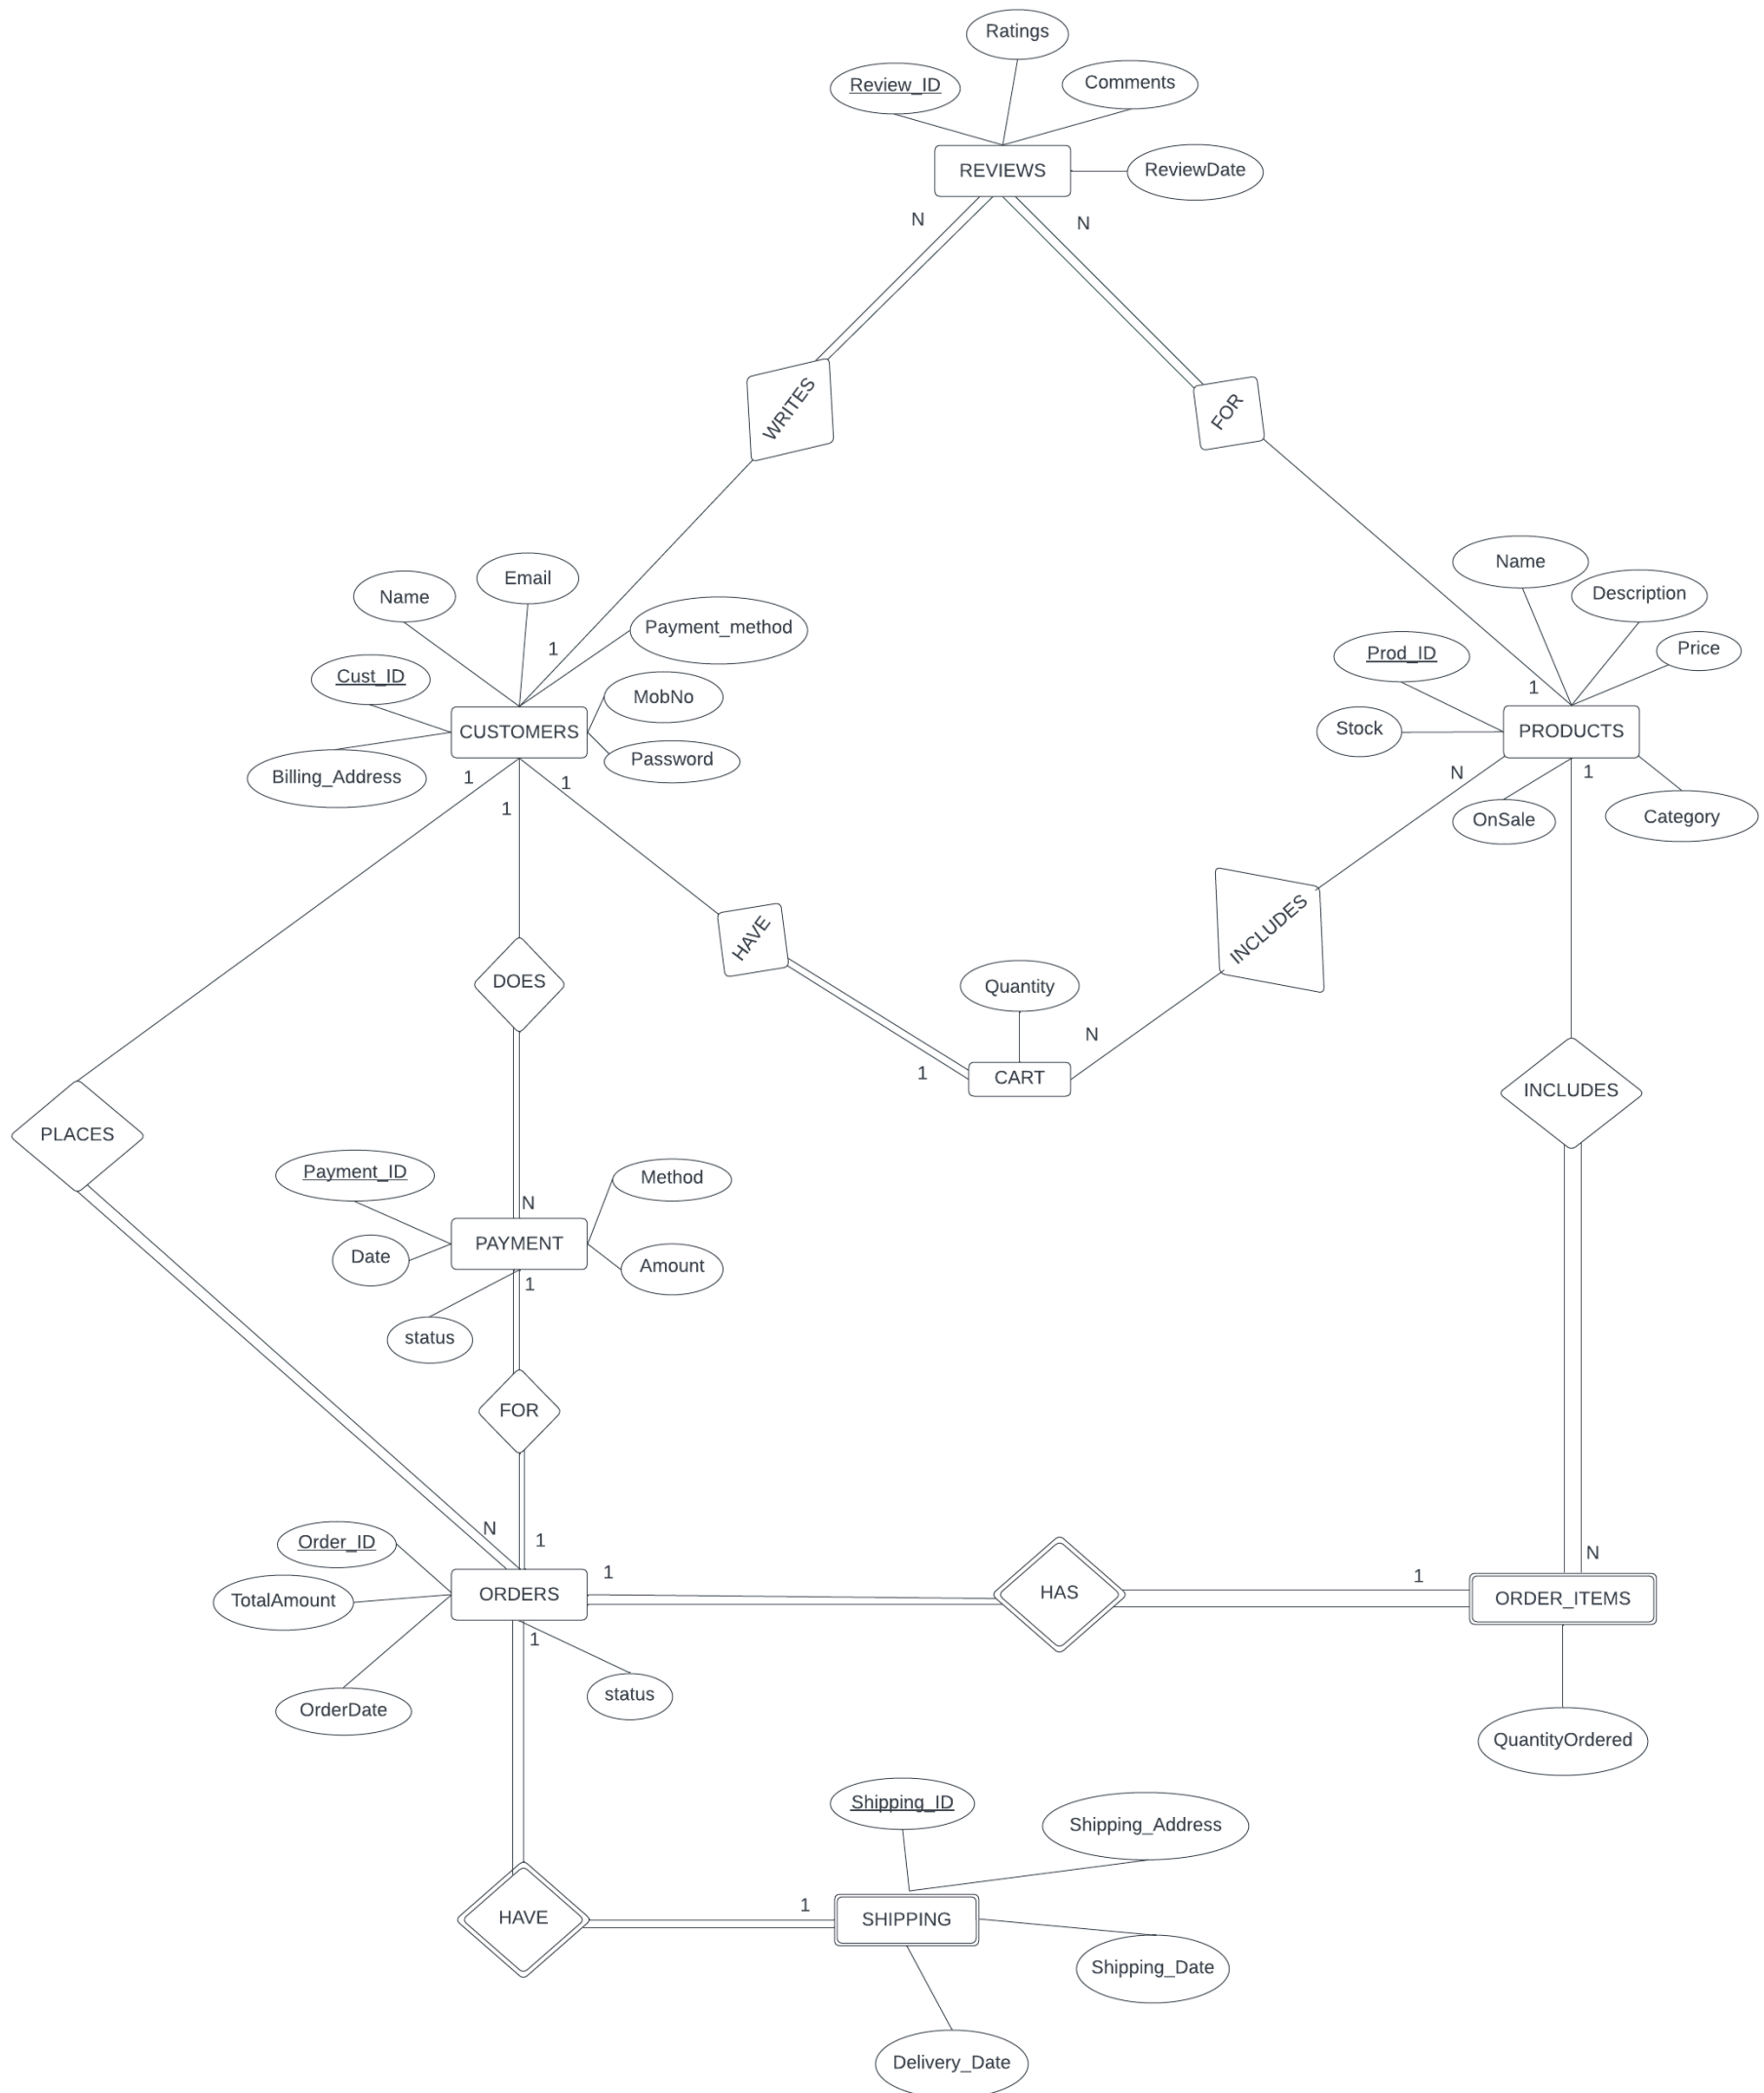 Ratings
Review_ID
Comments
REVIEWS
ReviewDate
N
N
WRITES
FOR
Name
Email
Payment_method
1
Cust_ID
MobNo
CUSTOMERS
Password
Billing_Address
1
1
1
Name
Description
Prod_ID
Price
1
Stock
PRODUCTS
N
1
OnSale
Category
DOES
HAVE
INCLUDES
Quantity
N
1
CART
INCLUDES
PLACES
Payment_ID
Method
N
PAYMENT
Date
Amount
1
status
FOR
N
1
Order_ID
1
TotalAmount
ORDERS
HAS
1
N
ORDER_ITEMS
1
OrderDate
status
QuantityOrdered
Shipping_ID
Shipping_Address
HAVE
1
SHIPPING
Shipping_Date
Delivery_Date